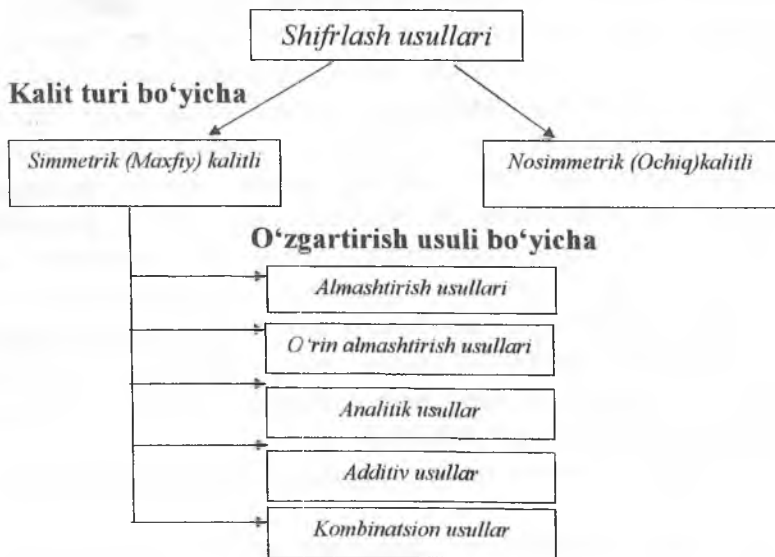 Shifrlash usullari
Kalit turi bo‘yicha
Simmetrik (Maxfiy) kalitli
Nosimmetrik (Ochiq)kalitli
O‘zgartirish usuli bo‘yicha
Almashtirish usullari
O‘rin almashtirish usullari
Analitik usullar
Additiv usullar
Kombinatsion usullar